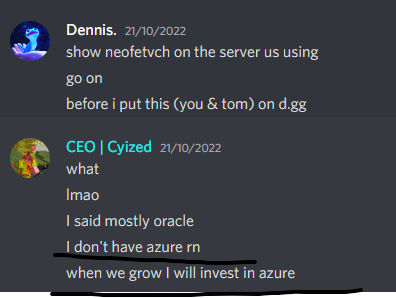 Dennis. 21/10/2022
show neofetvch on the server us using
go on
before i put this (you & tom) on d.gg
CEO | Cyized 21/10/2022
what
lmao
I said mostly oracle
I don't have azure rn
when we grow I will invest in azure